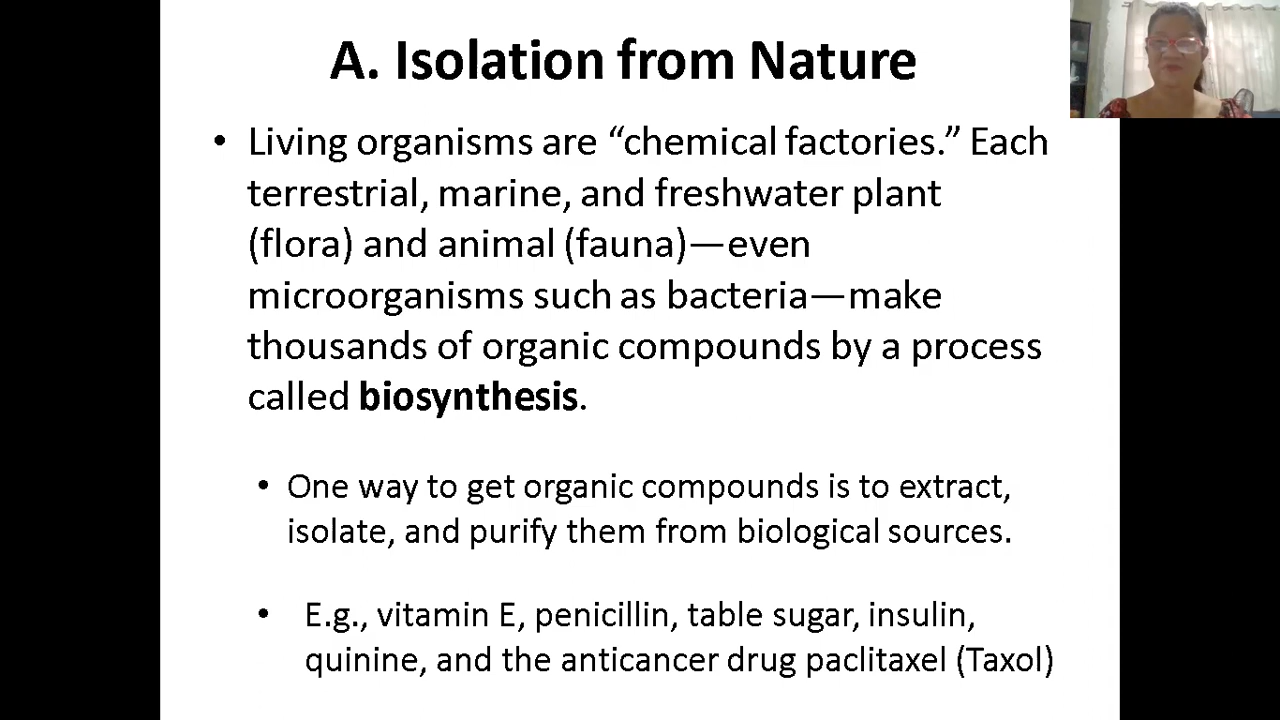 A. Isolation from Nature
• Living organisms are “chemical factories.” Each
terrestrial, marine, and freshwater plant
(flora) and animal (fauna)—even
microorganisms such as bacteria—make
thousands of organic compounds by a process
called biosynthesis.
• One way to get organic compounds is to extract,
isolate, and purify them from biological sources.
• E.g., vitamin E, penicillin, table sugar, insulin,
quinine, and the anticancer drug paclitaxel (Taxol)